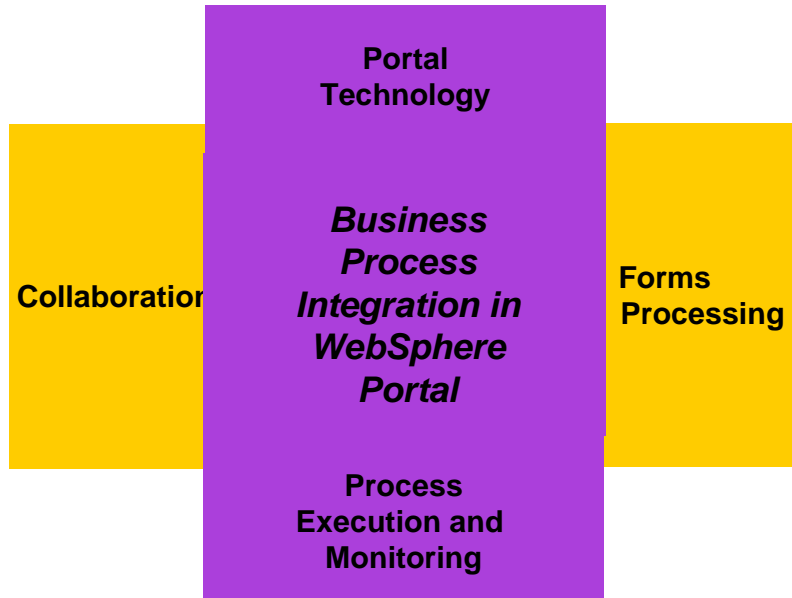 Portal
Technology
Business
Process
Integration in
WebSphere
Portal
Collaboration
Forms
Processing
Process
Execution and
Monitoring